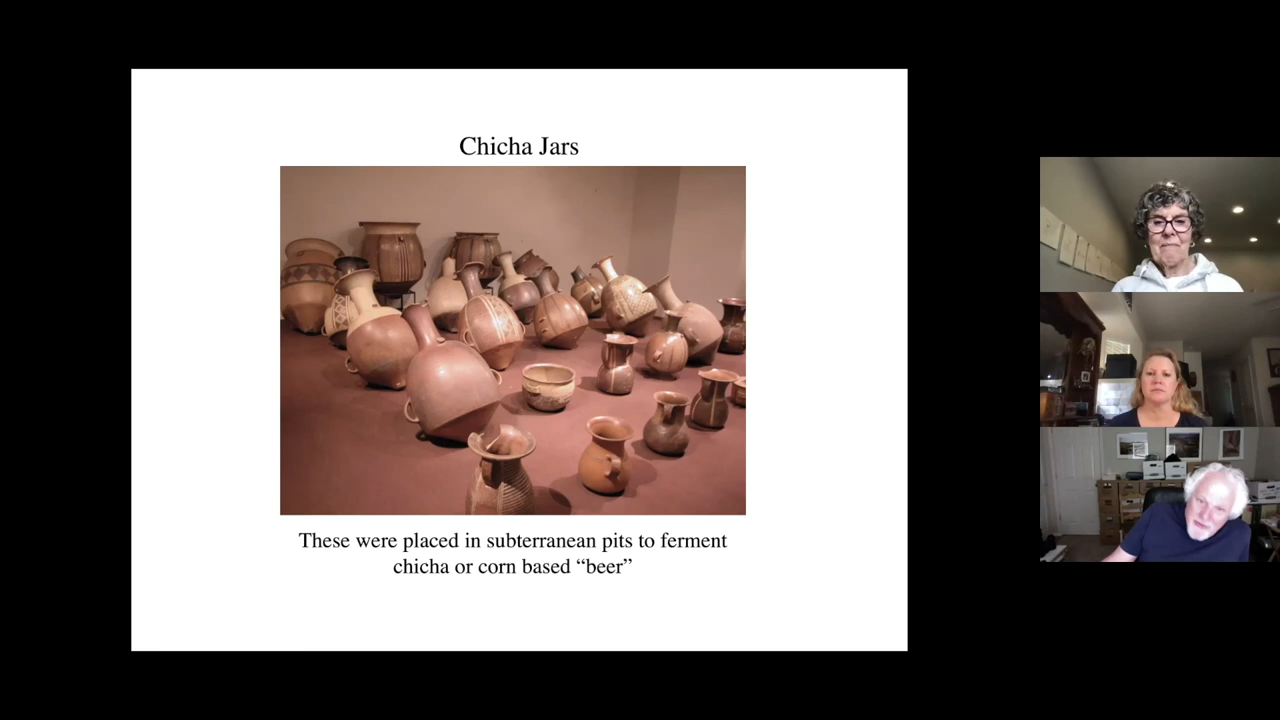 Chicha Jars
These were placed in subterranean pits to ferment
chicha or corn based “beer”